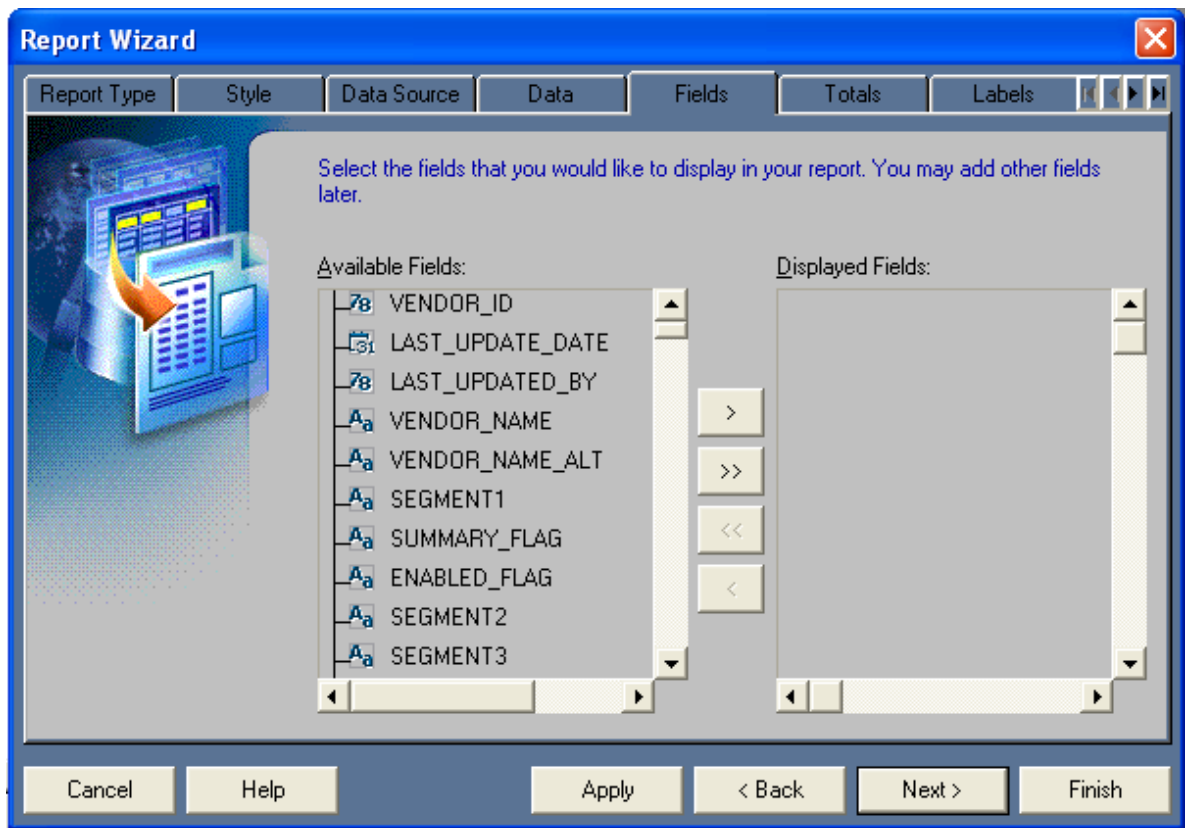 Report Wizard
Report Type Style Data Source Data Fields Totals Labels
Select the fields that you would like to display in your report. You may add other fields
later.
Available Fields: Displayed Fields:
VENDOR_ID
LAST_UPDATE_DATE
LAST_UPDATED_BY
VENDOR_NAME
VENDOR_NAME_ALT
SEGMENT1
SUMMARY_FLAG
ENABLED_FLAG
SEGMENT2
SEGMENT3
>
>>
<<
<
Cancel Help Apply < Back Next > Finish